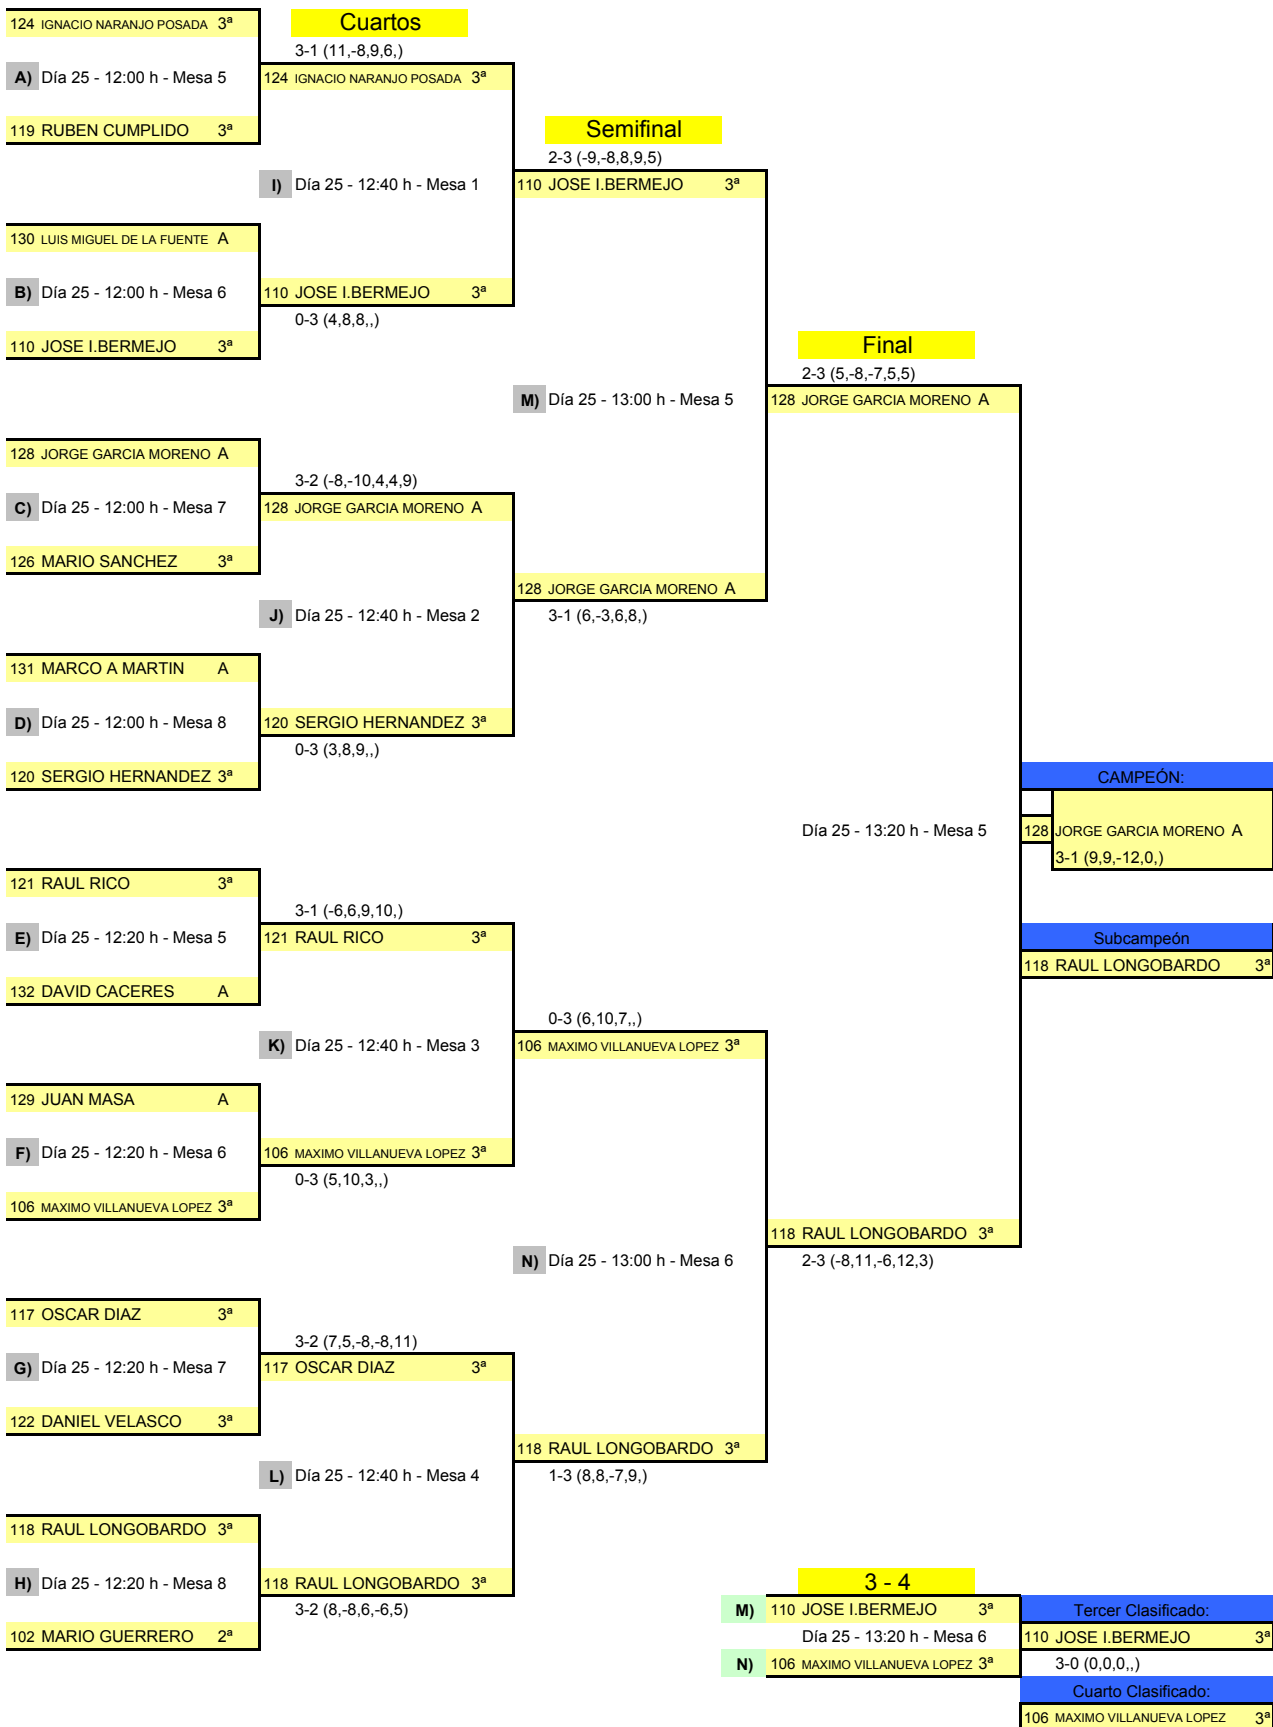 124 IGNACIO NARANJO POSADA 3ª
Cuartos
3-1 (11,-8,9,6,)
A) Día 25 - 12:00 h - Mesa 5
124 IGNACIO NARANJO POSADA 3ª
119 RUBEN CUMPLIDO 3ª
Semifinal
2-3 (-9,-8,8,9,5)
I) Día 25 - 12:40 h - Mesa 1
110 JOSE I.BERMEJO 3ª
130 LUIS MIGUEL DE LA FUENTE A
B) Día 25 - 12:00 h - Mesa 6
110 JOSE I.BERMEJO 3ª
0-3 (4,8,8,,)
110 JOSE I.BERMEJO 3ª
Final
2-3 (5,-8,-7,5,5)
M) Día 25 - 13:00 h - Mesa 5
128 JORGE GARCIA MORENO A
128 JORGE GARCIA MORENO A
3-2 (-8,-10,4,4,9)
C) Día 25 - 12:00 h - Mesa 7
128 JORGE GARCIA MORENO A
126 MARIO SANCHEZ 3ª
128 JORGE GARCIA MORENO A
J) Día 25 - 12:40 h - Mesa 2
3-1 (6,-3,6,8,)
131 MARCO A MARTIN A
D) Día 25 - 12:00 h - Mesa 8
120 SERGIO HERNANDEZ 3ª
0-3 (3,8,9,,)
120 SERGIO HERNANDEZ 3ª
CAMPEÓN:
Día 25 - 13:20 h - Mesa 5
128 JORGE GARCIA MORENO A
3-1 (9,9,-12,0,)
121 RAUL RICO 3ª
3-1 (-6,6,9,10,)
E) Día 25 - 12:20 h - Mesa 5
121 RAUL RICO 3ª
Subcampeón
118 RAUL LONGOBARDO 3ª
132 DAVID CACERES A
0-3 (6,10,7,,)
K) Día 25 - 12:40 h - Mesa 3
106 MAXIMO VILLANUEVA LOPEZ 3ª
129 JUAN MASA A
F) Día 25 - 12:20 h - Mesa 6
106 MAXIMO VILLANUEVA LOPEZ 3ª
0-3 (5,10,3,,)
106 MAXIMO VILLANUEVA LOPEZ 3ª
118 RAUL LONGOBARDO 3ª
N) Día 25 - 13:00 h - Mesa 6
2-3 (-8,11,-6,12,3)
117 OSCAR DIAZ 3ª
3-2 (7,5,-8,-8,11)
G) Día 25 - 12:20 h - Mesa 7
117 OSCAR DIAZ 3ª
122 DANIEL VELASCO 3ª
118 RAUL LONGOBARDO 3ª
L) Día 25 - 12:40 h - Mesa 4
1-3 (8,8,-7,9,)
118 RAUL LONGOBARDO 3ª
H) Día 25 - 12:20 h - Mesa 8
118 RAUL LONGOBARDO 3ª
3-2 (8,-8,6,-6,5)
102 MARIO GUERRERO 2ª
3 - 4
M) 110 JOSE I.BERMEJO 3ª
Tercer Clasificado:
Día 25 - 13:20 h - Mesa 6
110 JOSE I.BERMEJO 3ª
N) 106 MAXIMO VILLANUEVA LOPEZ 3ª
3-0 (0,0,0,,)
Cuarto Clasificado:
106 MAXIMO VILLANUEVA LOPEZ 3ª